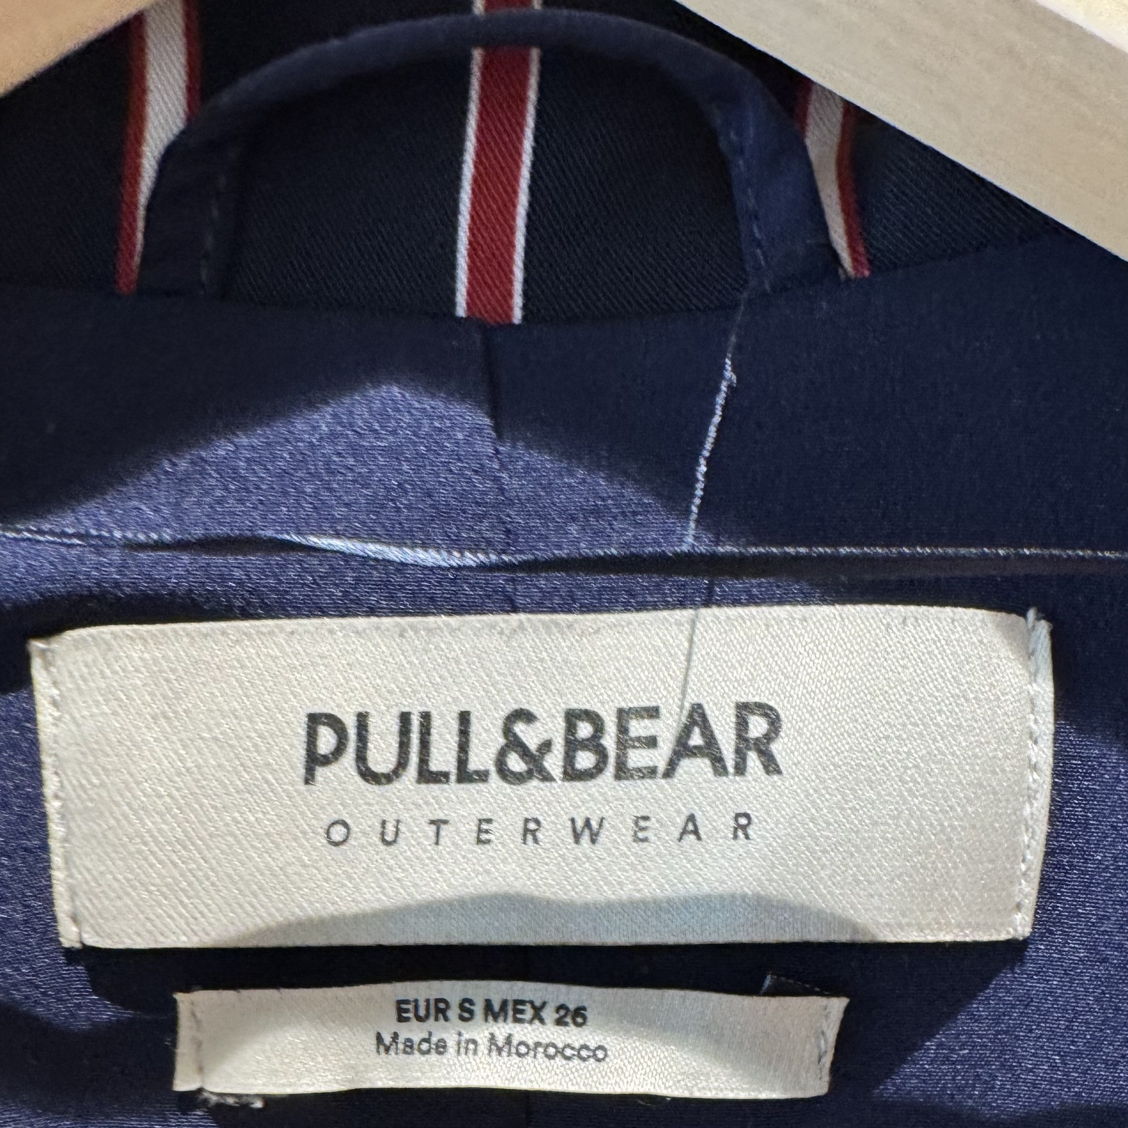 PULL&BEAR
OUTERWEAR
EUR S MEX 26
Made in Morocco